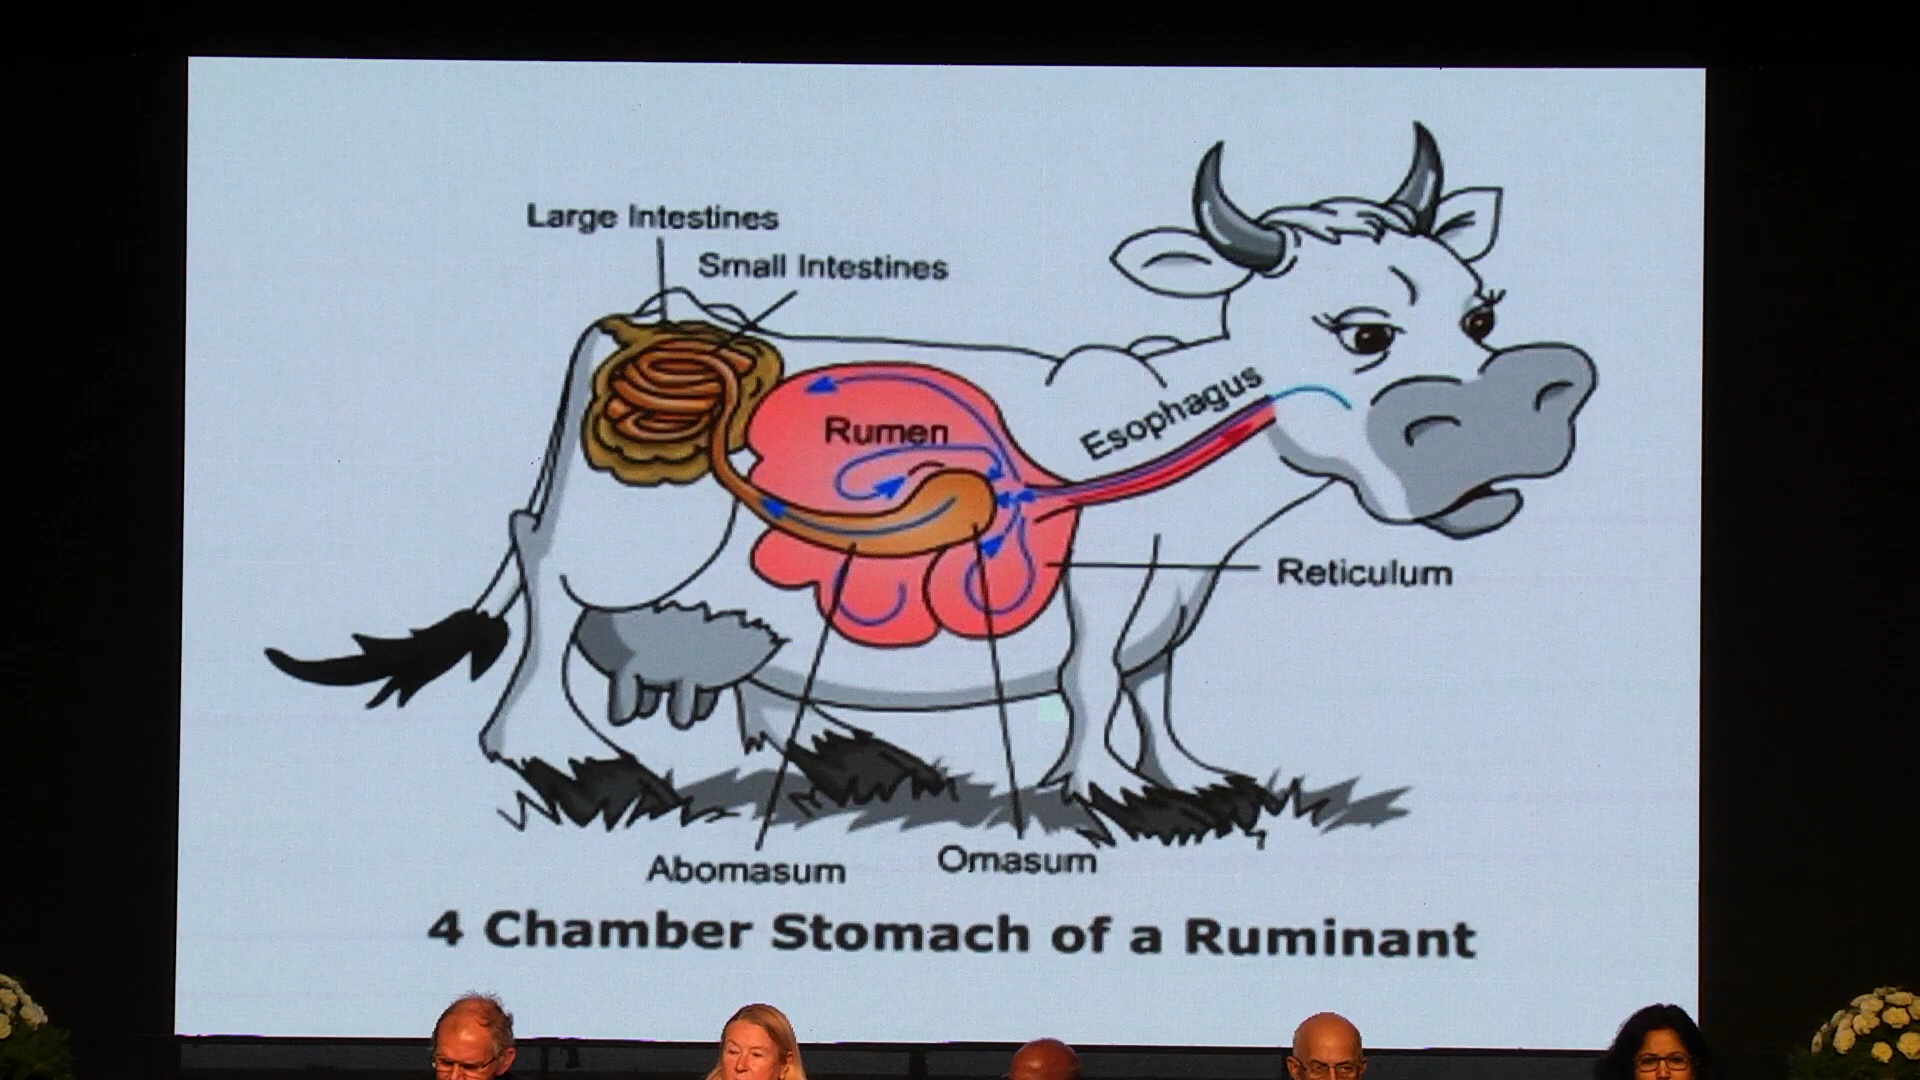 Large Intestines
Small Intestines
Rumen
Esophagus
Reticulum
Abomasum
Omasum
4 Chamber Stomach of a Ruminant